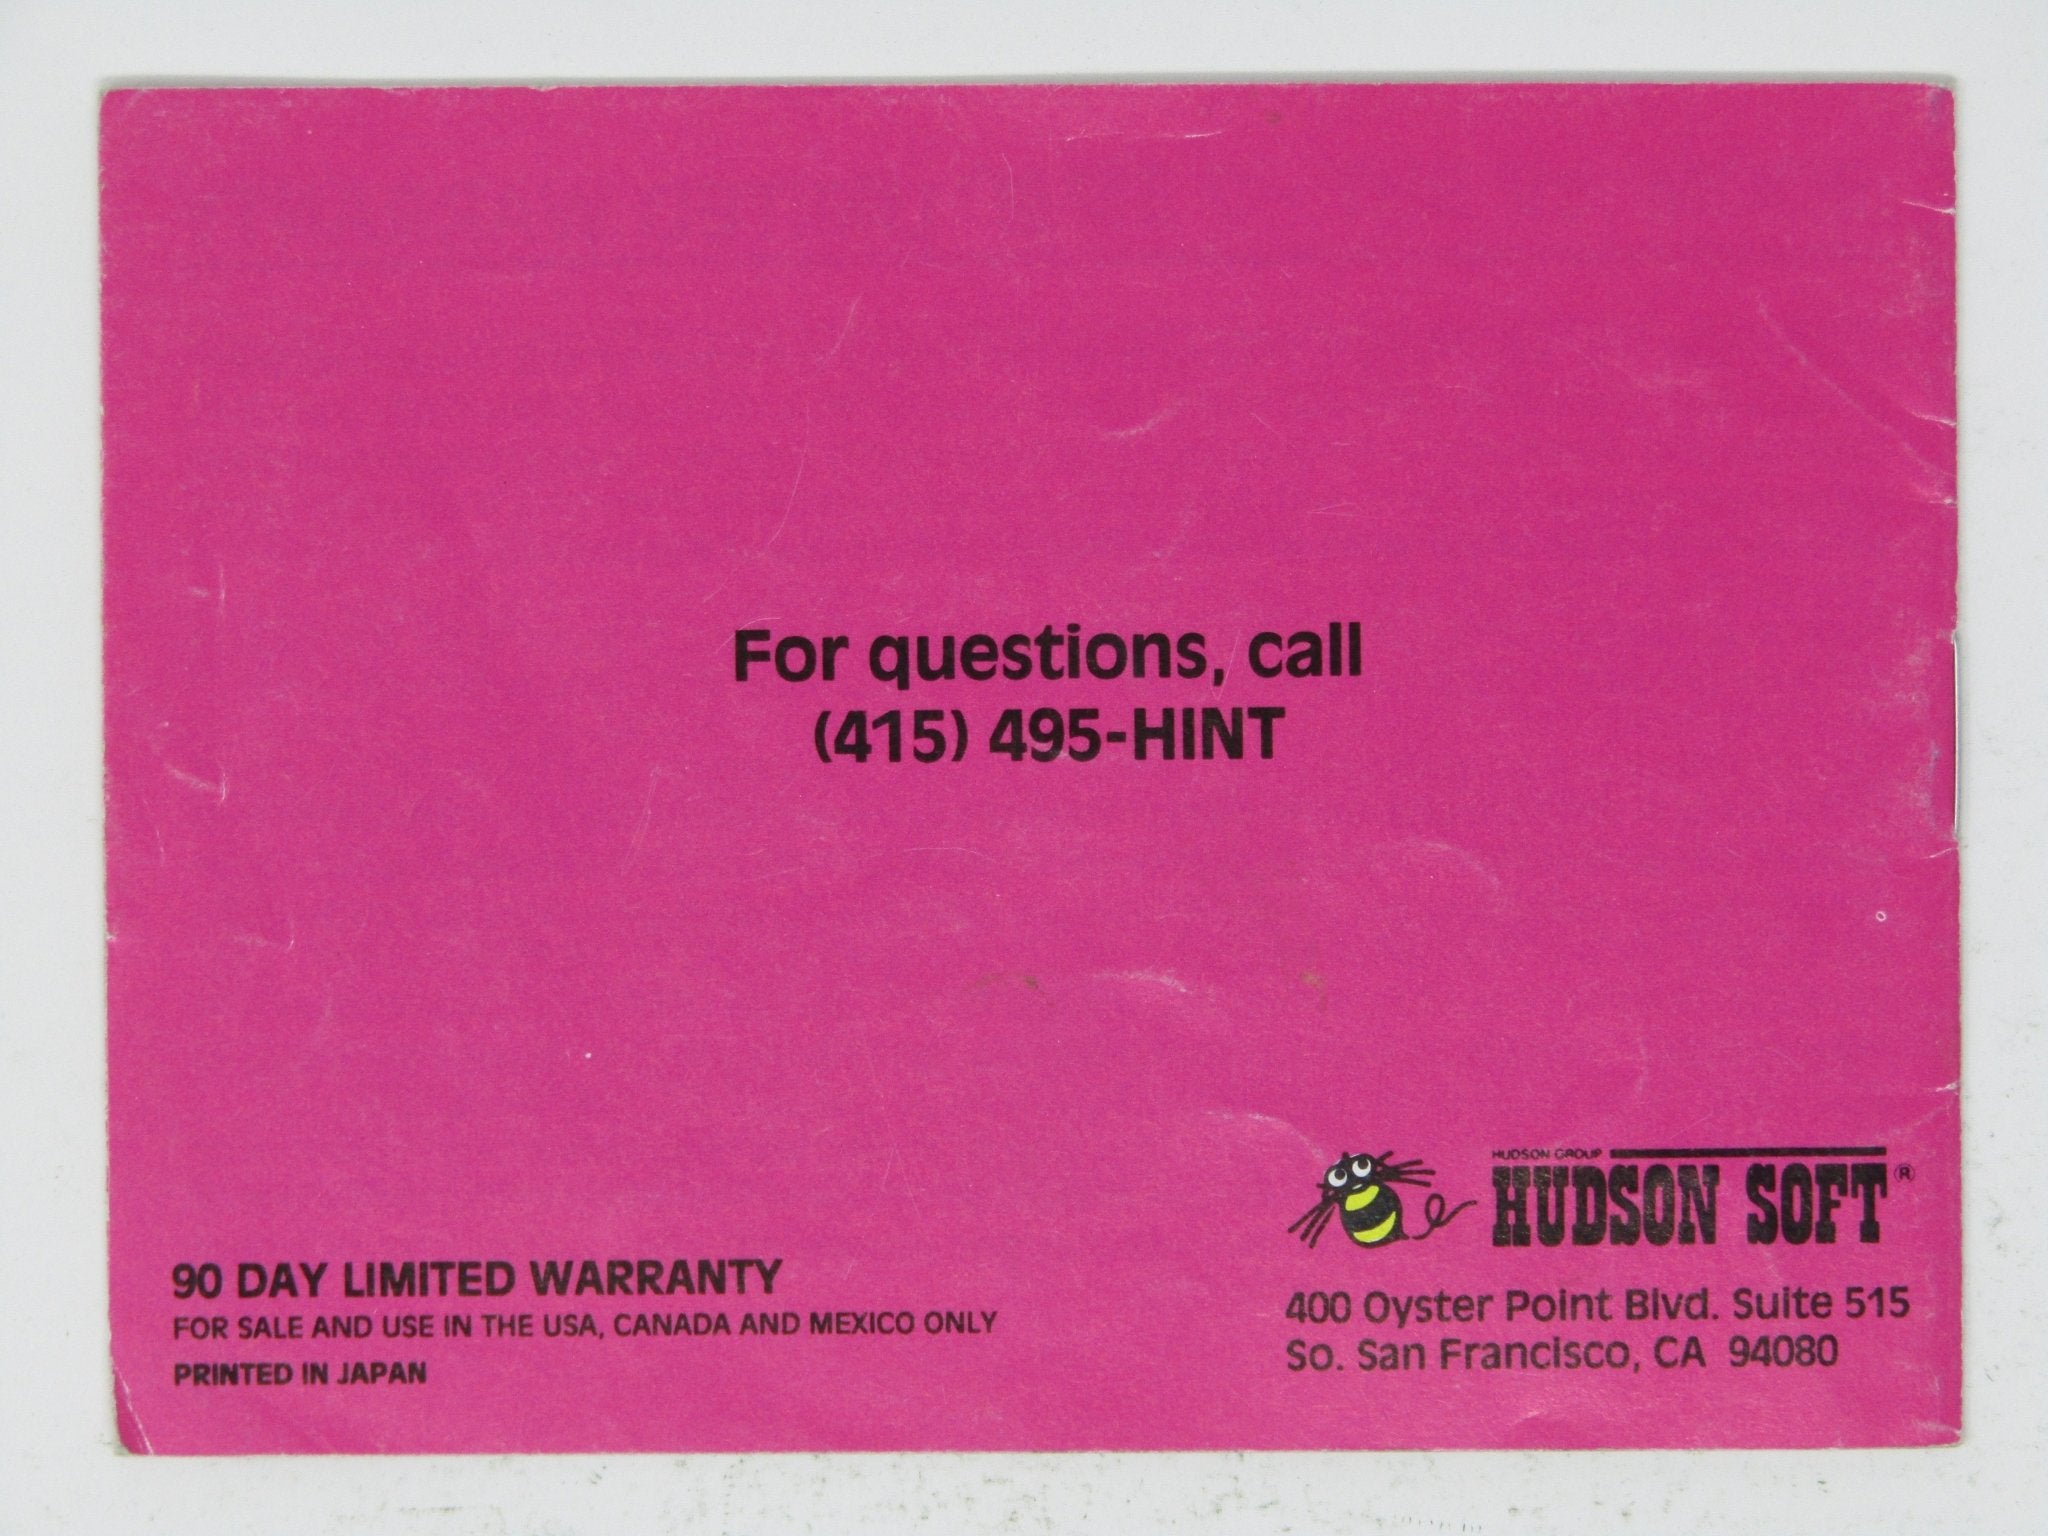 For questions, call
(415) 495-HINT
HUDSON GROUP
HUDSON SOFT®
90 DAY LIMITED WARRANTY
FOR SALE AND USE IN THE USA, CANADA AND MEXICO ONLY
PRINTED IN JAPAN
400 Oyster Point Blvd. Suite 515
So. San Francisco, CA 94080